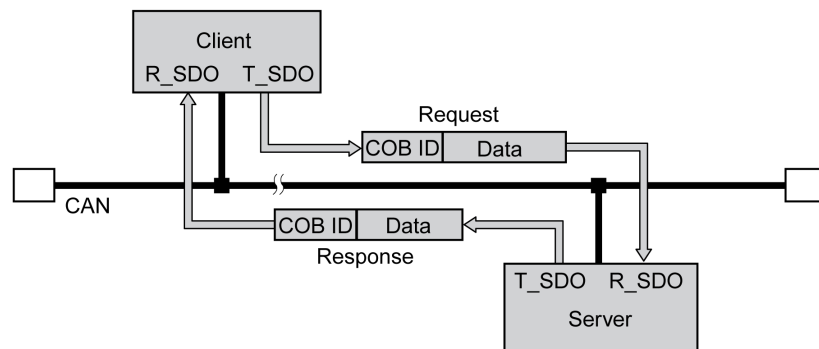 Client
R_SDO T_SDO
Request
COB ID Data
CAN
COB ID Data
Response
T_SDO R_SDO
Server